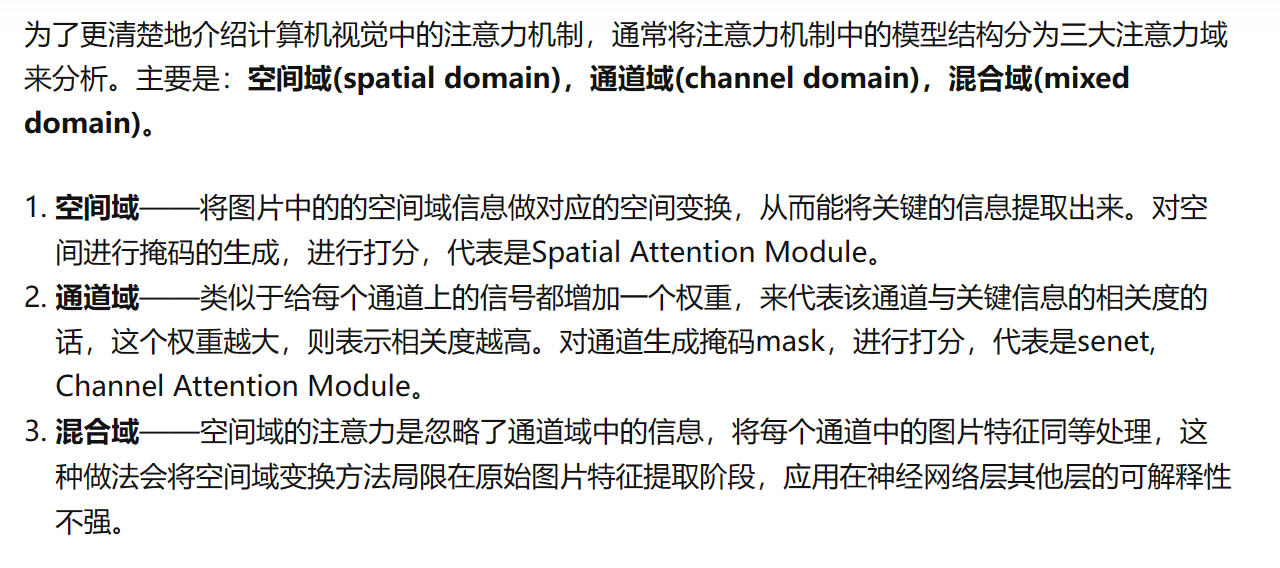 为了更清楚地介绍计算机视觉中的注意力机制，通常将注意力机制中的模型结构分为三大注意力域
来分析。主要是：空间域(spatial domain)，通道域(channel domain)，混合域(mixed
domain)。
1. 空间域——将图片中的的空间域信息做对应的空间变换，从而能将关键的信息提取出来。对空
间进行掩码的生成，进行打分，代表是Spatial Attention Module。
2. 通道域——类似于给每个通道上的信号都增加一个权重，来代表该通道与关键信息的相关度的
话，这个权重越大，则表示相关度越高。对通道生成掩码mask，进行打分，代表是senet,
Channel Attention Module。
3. 混合域——空间域的注意力是忽略了通道域中的信息，将每个通道中的图片特征同等处理，这
种做法会将空间域变换方法局限在原始图片特征提取阶段，应用在神经网络层其他层的可解释性
不强。